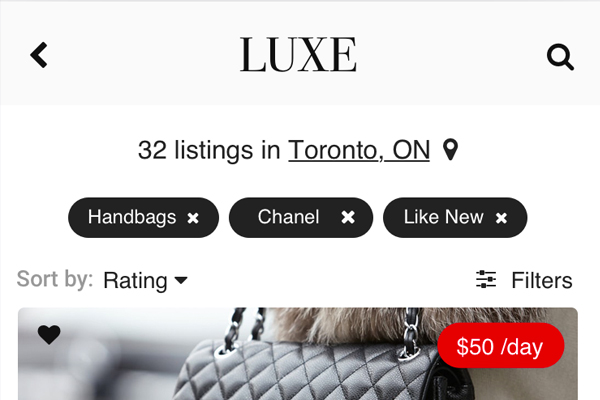 LUXE
32 listings in Toronto, ON
Handbags Chanel Like New
Sort by: Rating Filters
$50 /day